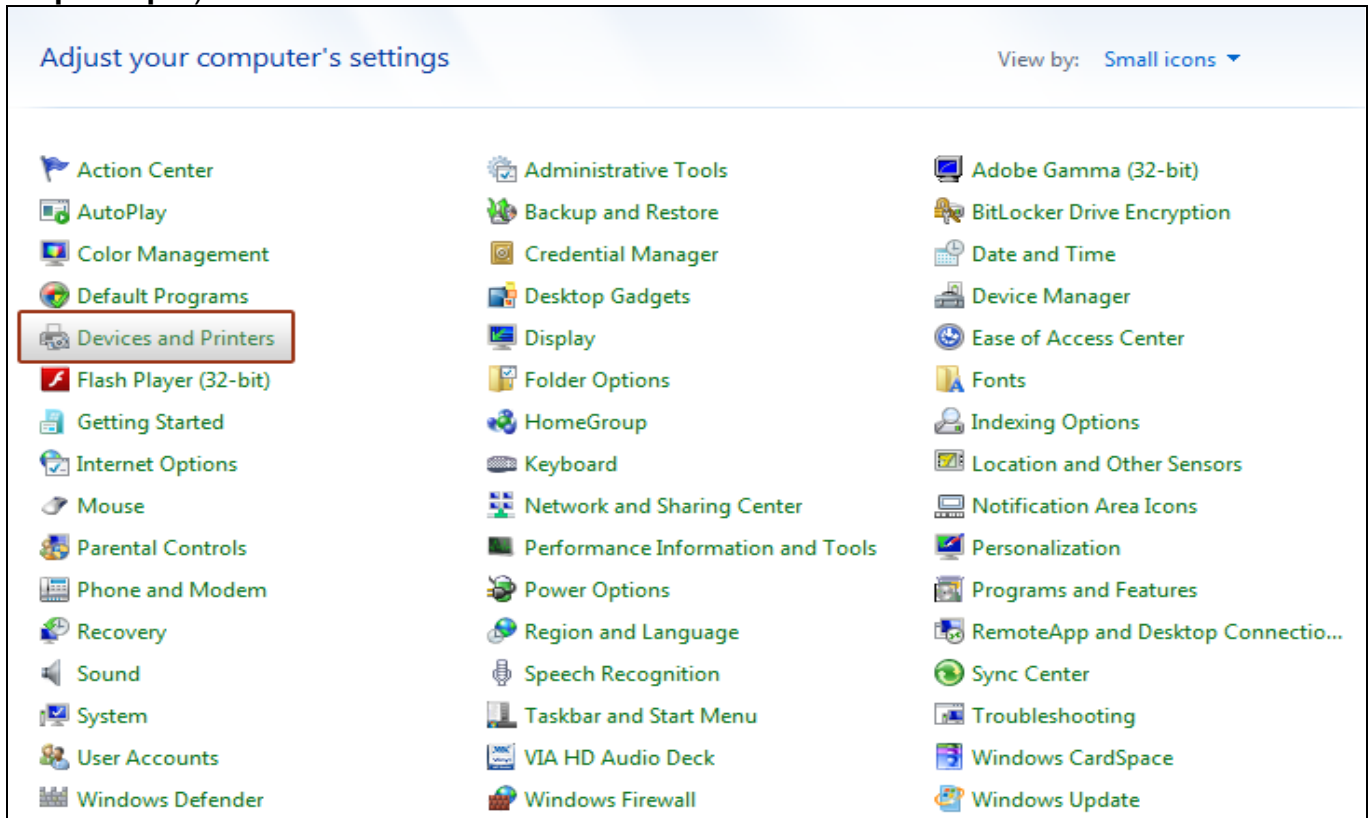 Adjust your computer's settings
View by: Small icons
Action Center
Administrative Tools
Adobe Gamma (32-bit)
AutoPlay
Backup and Restore
BitLocker Drive Encryption
Color Management
Credential Manager
Date and Time
Default Programs
Desktop Gadgets
Device Manager
Devices and Printers
Display
Ease of Access Center
Flash Player (32-bit)
Folder Options
Fonts
Getting Started
HomeGroup
Indexing Options
Internet Options
Keyboard
Location and Other Sensors
Mouse
Network and Sharing Center
Notification Area Icons
Parental Controls
Performance Information and Tools
Personalization
Phone and Modem
Power Options
Programs and Features
Recovery
Region and Language
RemoteApp and Desktop Connectio...
Sound
Speech Recognition
Sync Center
System
Taskbar and Start Menu
Troubleshooting
User Accounts
VIA HD Audio Deck
Windows CardSpace
Windows Defender
Windows Firewall
Windows Update